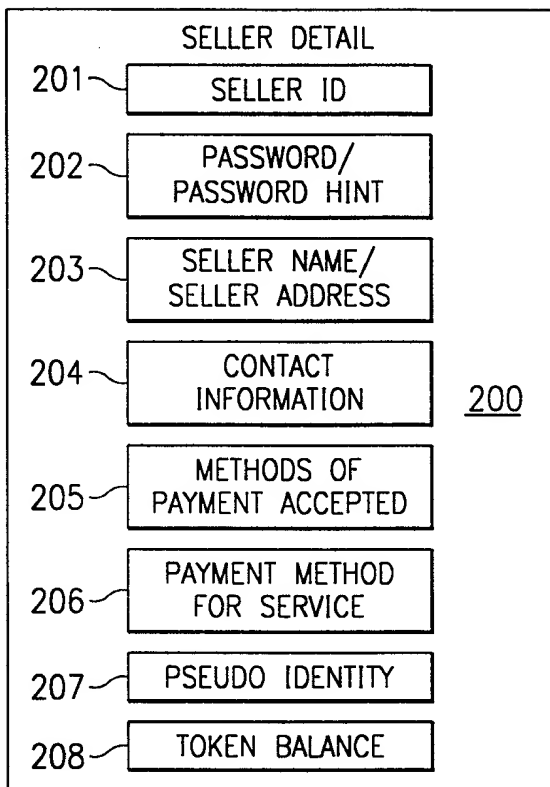 SELLER DETAIL
201
SELLER ID
202
PASSWORD/
PASSWORD HINT
203
SELLER NAME/
SELLER ADDRESS
204
CONTACT
INFORMATION
200
205
METHODS OF
PAYMENT ACCEPTED
206
PAYMENT METHOD
FOR SERVICE
207
PSEUDO IDENTITY
208
TOKEN BALANCE